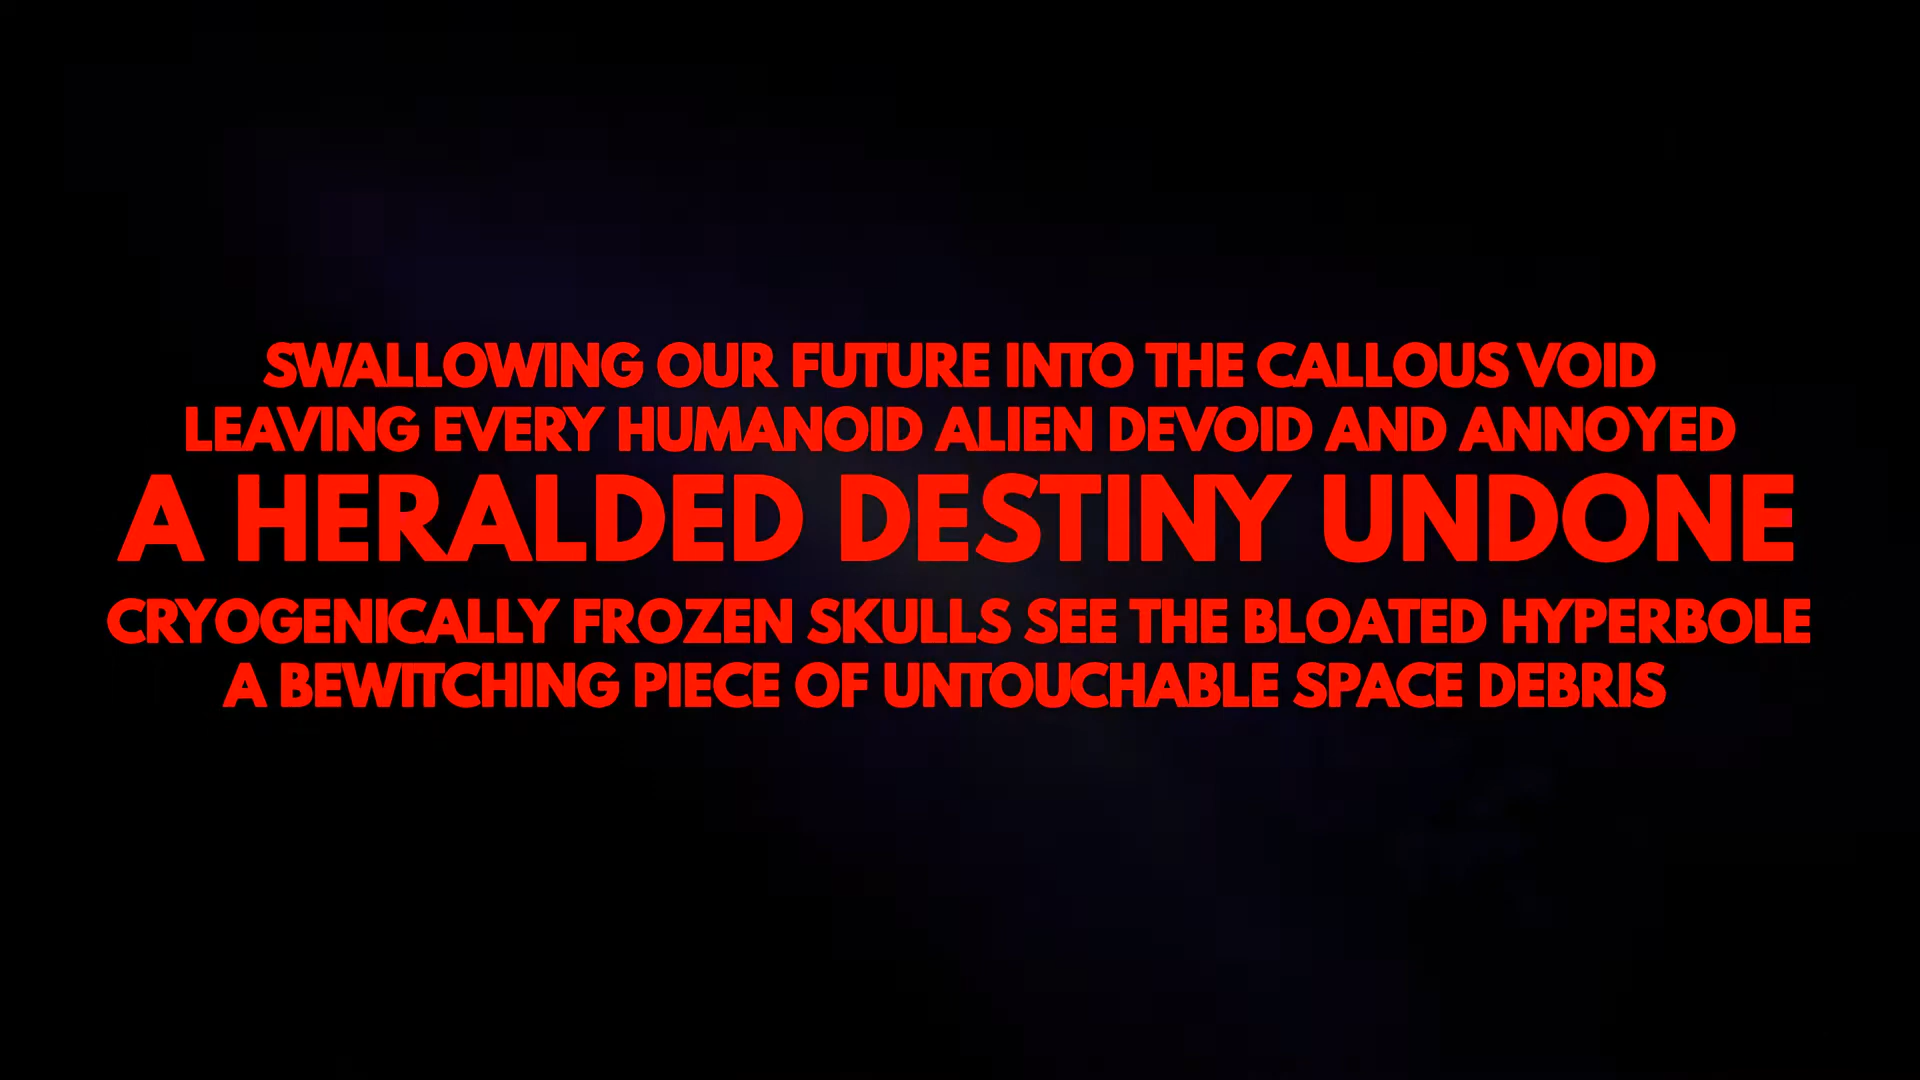 SWALLOWING OUR FUTURE INTO THE CALLOUS VOID
LEAVING EVERY HUMANOID ALIEN DEVOID AND ANNOYED
A HERALDED DESTINY UNDONE
CRYOGENICALLY FROZEN SKULLS SEE THE BLOATED HYPERBOLE
A BEWITCHING PIECE OF UNTOUCHABLE SPACE DEBRIS